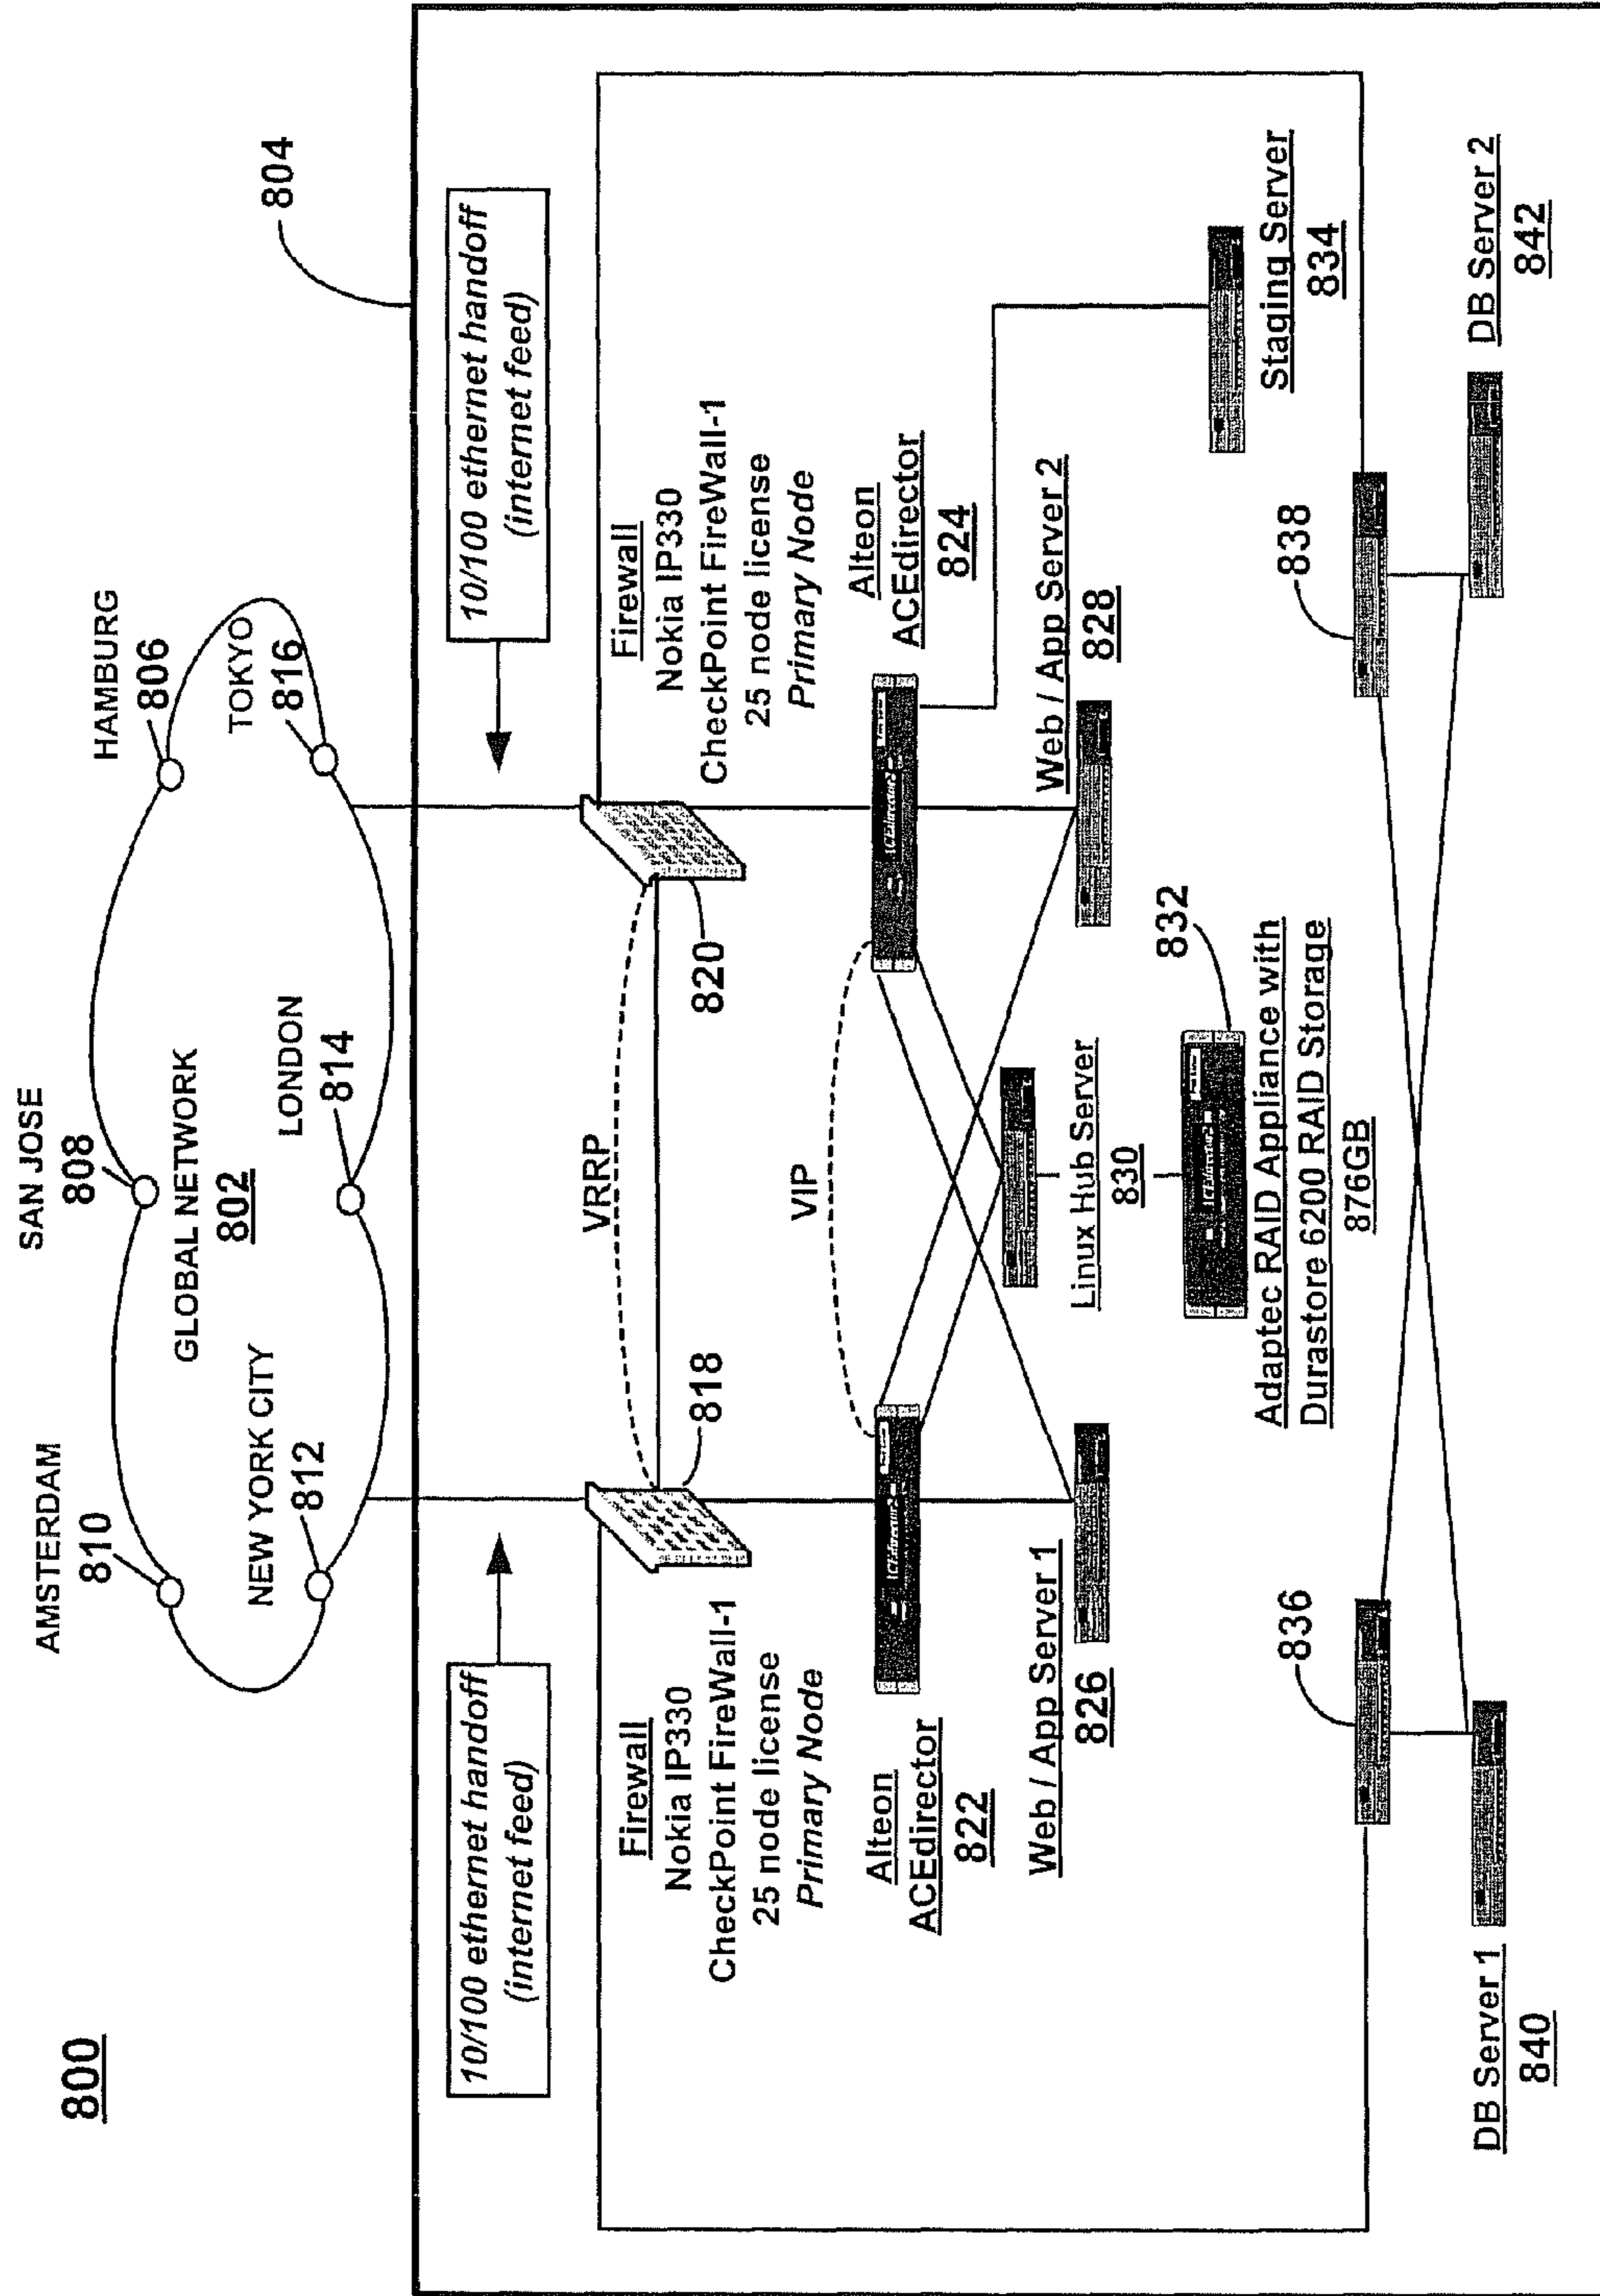 800
AMSTERDAM
810
SAN JOSE
808
HAMBURG
806
NEW YORK CITY
812
GLOBAL NETWORK
802
LONDON
814
TOKYO
816
804
10/100 ethernet handoff
(internet feed)
10/100 ethernet handoff
(internet feed)
Firewall
Nokia IP330
CheckPoint FireWall-1
25 node license
Primary Node
818
VRRP
820
Firewall
Nokia IP330
CheckPoint FireWall-1
25 node license
Primary Node
Alteon
ACEdirector
822
VIP
Alteon
ACEdirector
824
Web / App Server 1
826
Linux Hub Server
830
Web / App Server 2
828
832
Adaptec RAID Appliance with
Durastore 6200 RAID Storage
876GB
Staging Server
834
836
838
DB Server 1
840
DB Server 2
842